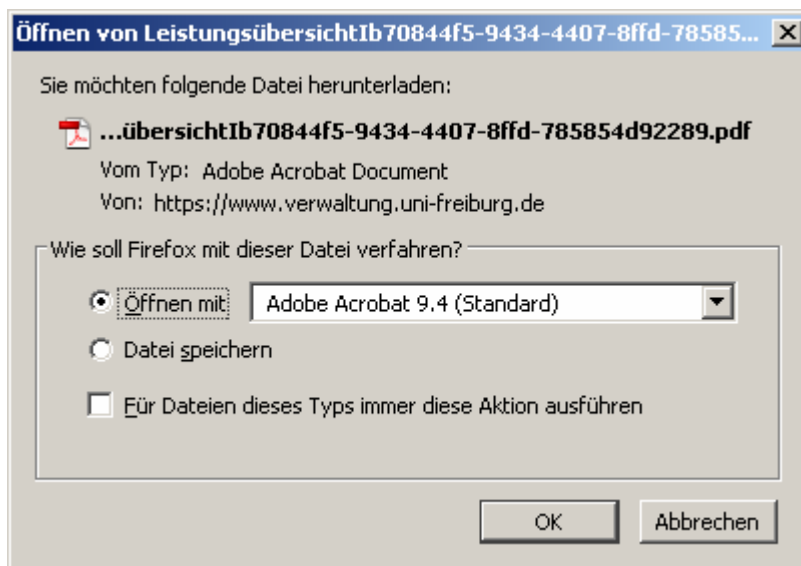 Öffnen von LeistungsübersichtIb70844f5-9434-4407-8ffd-78585...
Sie möchten folgende Datei herunterladen:
...übersichtIb70844f5-9434-4407-8ffd-785854d92289.pdf
Vom Typ: Adobe Acrobat Document
Von: https://www.verwaltung.uni-freiburg.de
Wie soll Firefox mit dieser Datei verfahren?
Öffnen mit Adobe Acrobat 9.4 (Standard)
Datei speichern
Für Dateien dieses Typs immer diese Aktion ausführen
OK Abbrechen